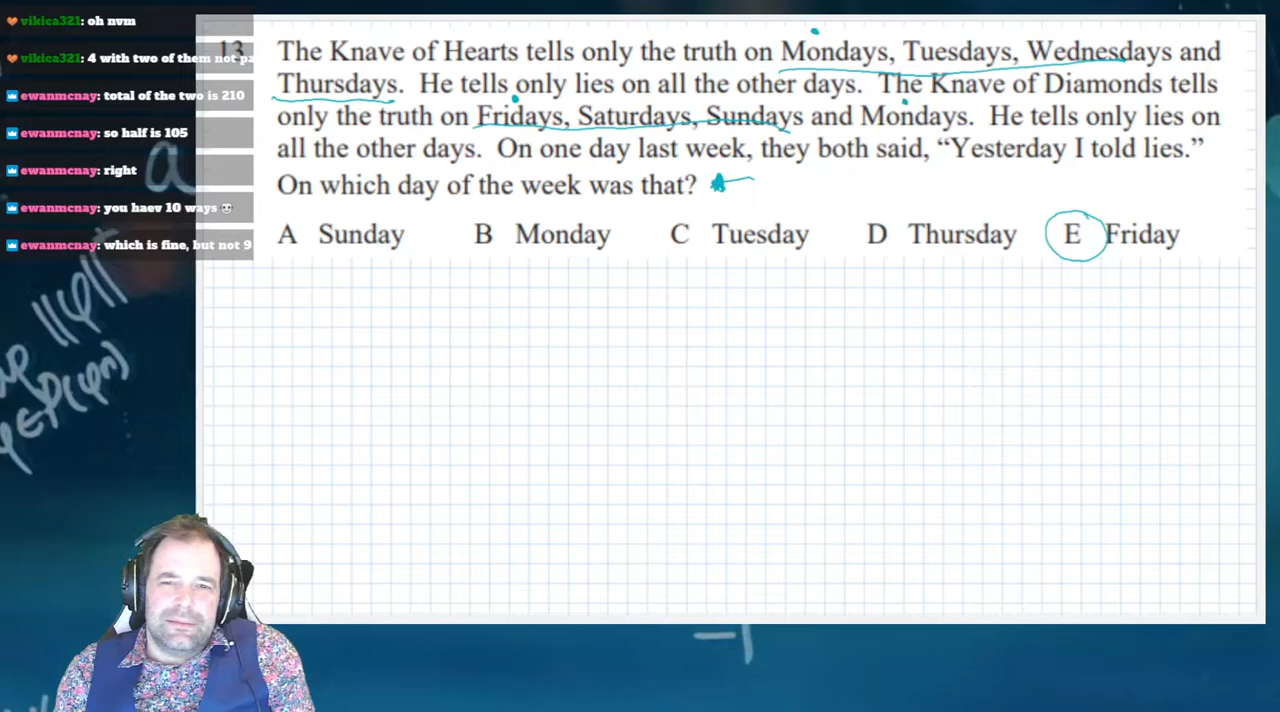 vikica321: oh nvm
vikica321: 4 with two of them not pa
ewanmcnay: total of the two is 210
ewanmcnay: so half is 105
ewanmcnay: right
ewanmcnay: you haev 10 ways
ewanmcnay: which is fine, but not 9
13 The Knave of Hearts tells only the truth on Mondays, Tuesdays, Wednesdays and
Thursdays. He tells only lies on all the other days. The Knave of Diamonds tells
only the truth on Fridays, Saturdays, Sundays and Mondays. He tells only lies on
all the other days. On one day last week, they both said, “Yesterday I told lies.”
On which day of the week was that?
A Sunday B Monday C Tuesday D Thursday E Friday
a
||φ||
-1